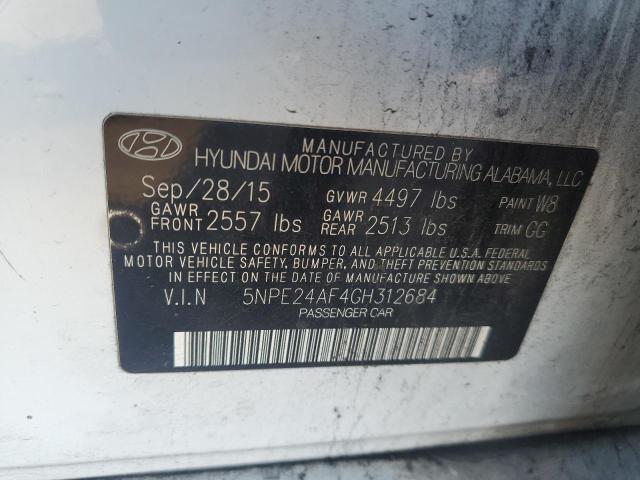 MANUFACTURED BY
HYUNDAI MOTOR MANUFACTURING ALABAMA, LLC
Sep/28/15 GVWR 4497 lbs PAINT W8
GAWR FRONT 2557 lbs GAWR REAR 2513 lbs TRIM GG
THIS VEHICLE CONFORMS TO ALL APPLICABLE U.S.A. FEDERAL
MOTOR VEHICLE SAFETY, BUMPER, AND THEFT PREVENTION STANDARDS
IN EFFECT ON THE DATE OF MANUFACTURE SHOWN ABOVE.
V.I.N 5NPE24AF4GH312684
PASSENGER CAR